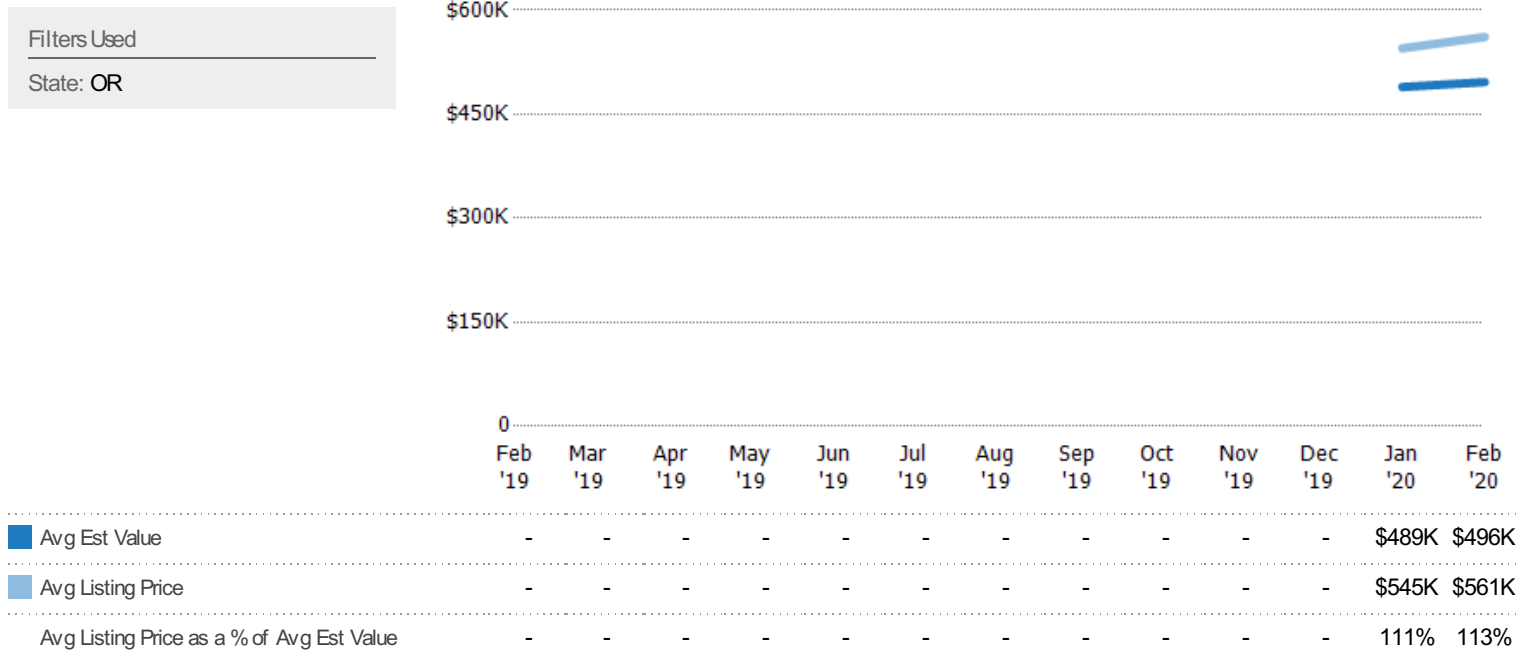 Filters Used
State: OR
$600K
$450K
$300K
$150K
0
Feb Mar Apr May Jun Jul Aug Sep Oct Nov Dec Jan Feb
'19 '19 '19 '19 '19 '19 '19 '19 '19 '19 '19 '20 '20
Avg Est Value - - - - - - - - - - - $489K $496K
Avg Listing Price - - - - - - - - - - - $545K $561K
Avg Listing Price as a % of Avg Est Value - - - - - - - - - - - 111% 113%